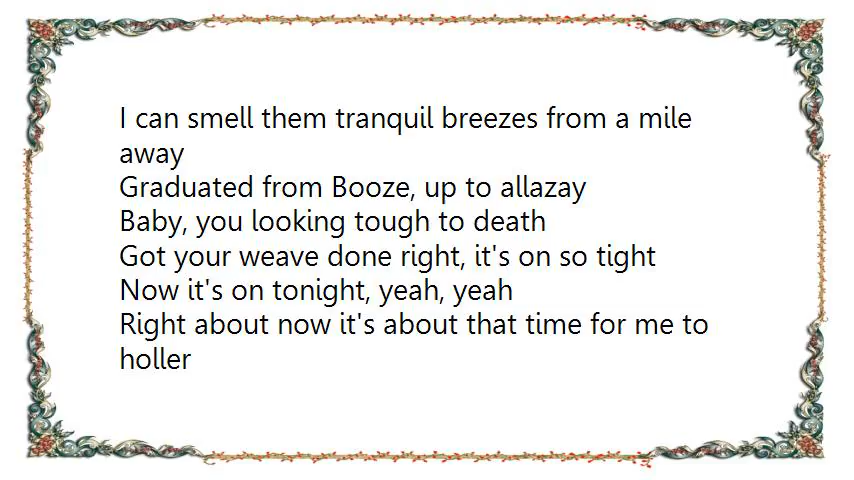 I can smell them tranquil breezes from a mile
away
Graduated from Booze, up to allazay
Baby, you looking tough to death
Got your weave done right, it's on so tight
Now it's on tonight, yeah, yeah
Right about now it's about that time for me to
holler